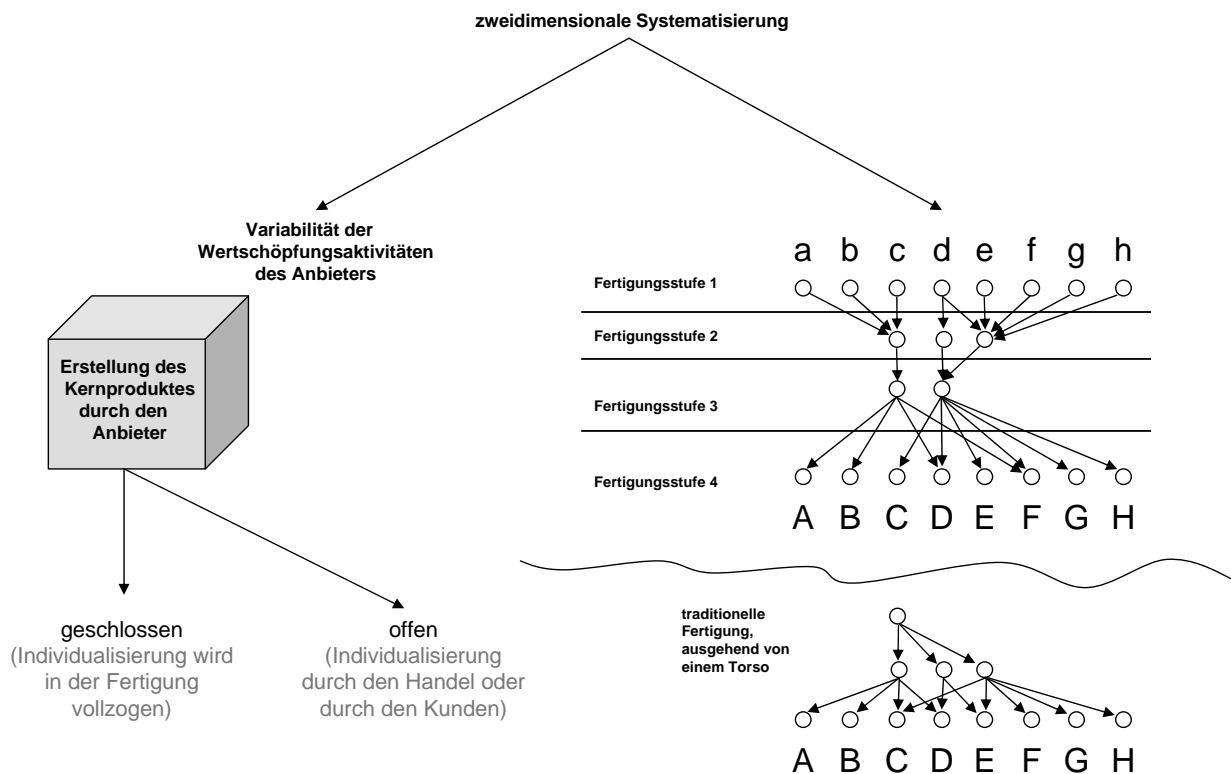 zweidimensionale Systematisierung
Variabilität der
Wertschöpfungsaktivitäten
des Anbieters
Erstellung des
Kernproduktes
durch den
Anbieter
geschlossen
(Individualisierung wird
in der Fertigung
vollzogen)
offen
(Individualisierung
durch den Handel oder
durch den Kunden)
a b c d e f g h
Fertigungsstufe 1
Fertigungsstufe 2
Fertigungsstufe 3
Fertigungsstufe 4
A B C D E F G H
traditionelle
Fertigung,
ausgehend von
einem Torso
A B C D E F G H